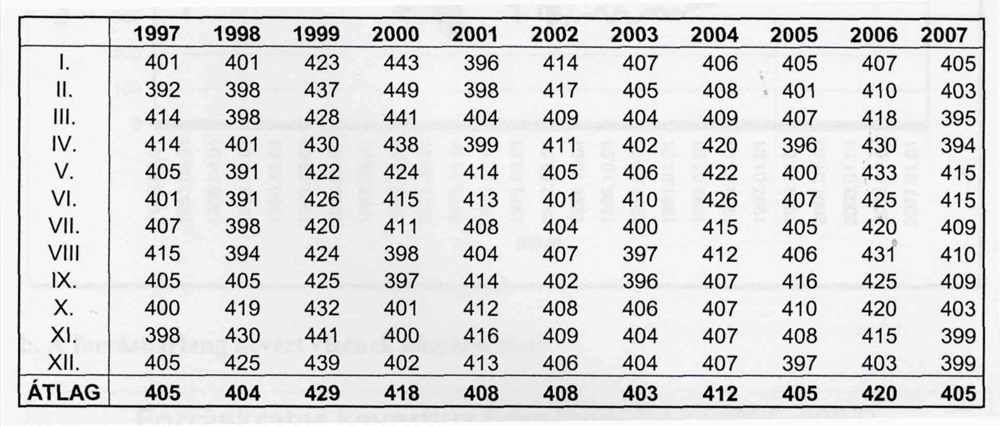 1997 1998 1999 2000 2001 2002 2003 2004 2005 2006 2007
I. 401 401 423 443 396 414 407 406 405 407 405
II. 392 398 437 449 398 417 405 408 401 410 403
III. 414 398 428 441 404 409 404 409 407 418 395
IV. 414 401 430 438 399 411 402 420 396 430 394
V. 405 391 422 424 414 405 406 422 400 433 415
VI. 401 391 426 415 413 401 410 426 407 425 415
VII. 407 398 420 411 408 404 400 415 405 420 409
VIII 415 394 424 398 404 407 397 412 406 431 410
IX. 405 405 425 397 414 402 396 407 416 425 409
X. 400 419 432 401 412 408 406 407 410 420 403
XI. 398 430 441 400 416 409 404 407 408 415 399
XII. 405 425 439 402 413 406 404 407 397 403 399
ÁTLAG 405 404 429 418 408 408 403 412 405 420 405